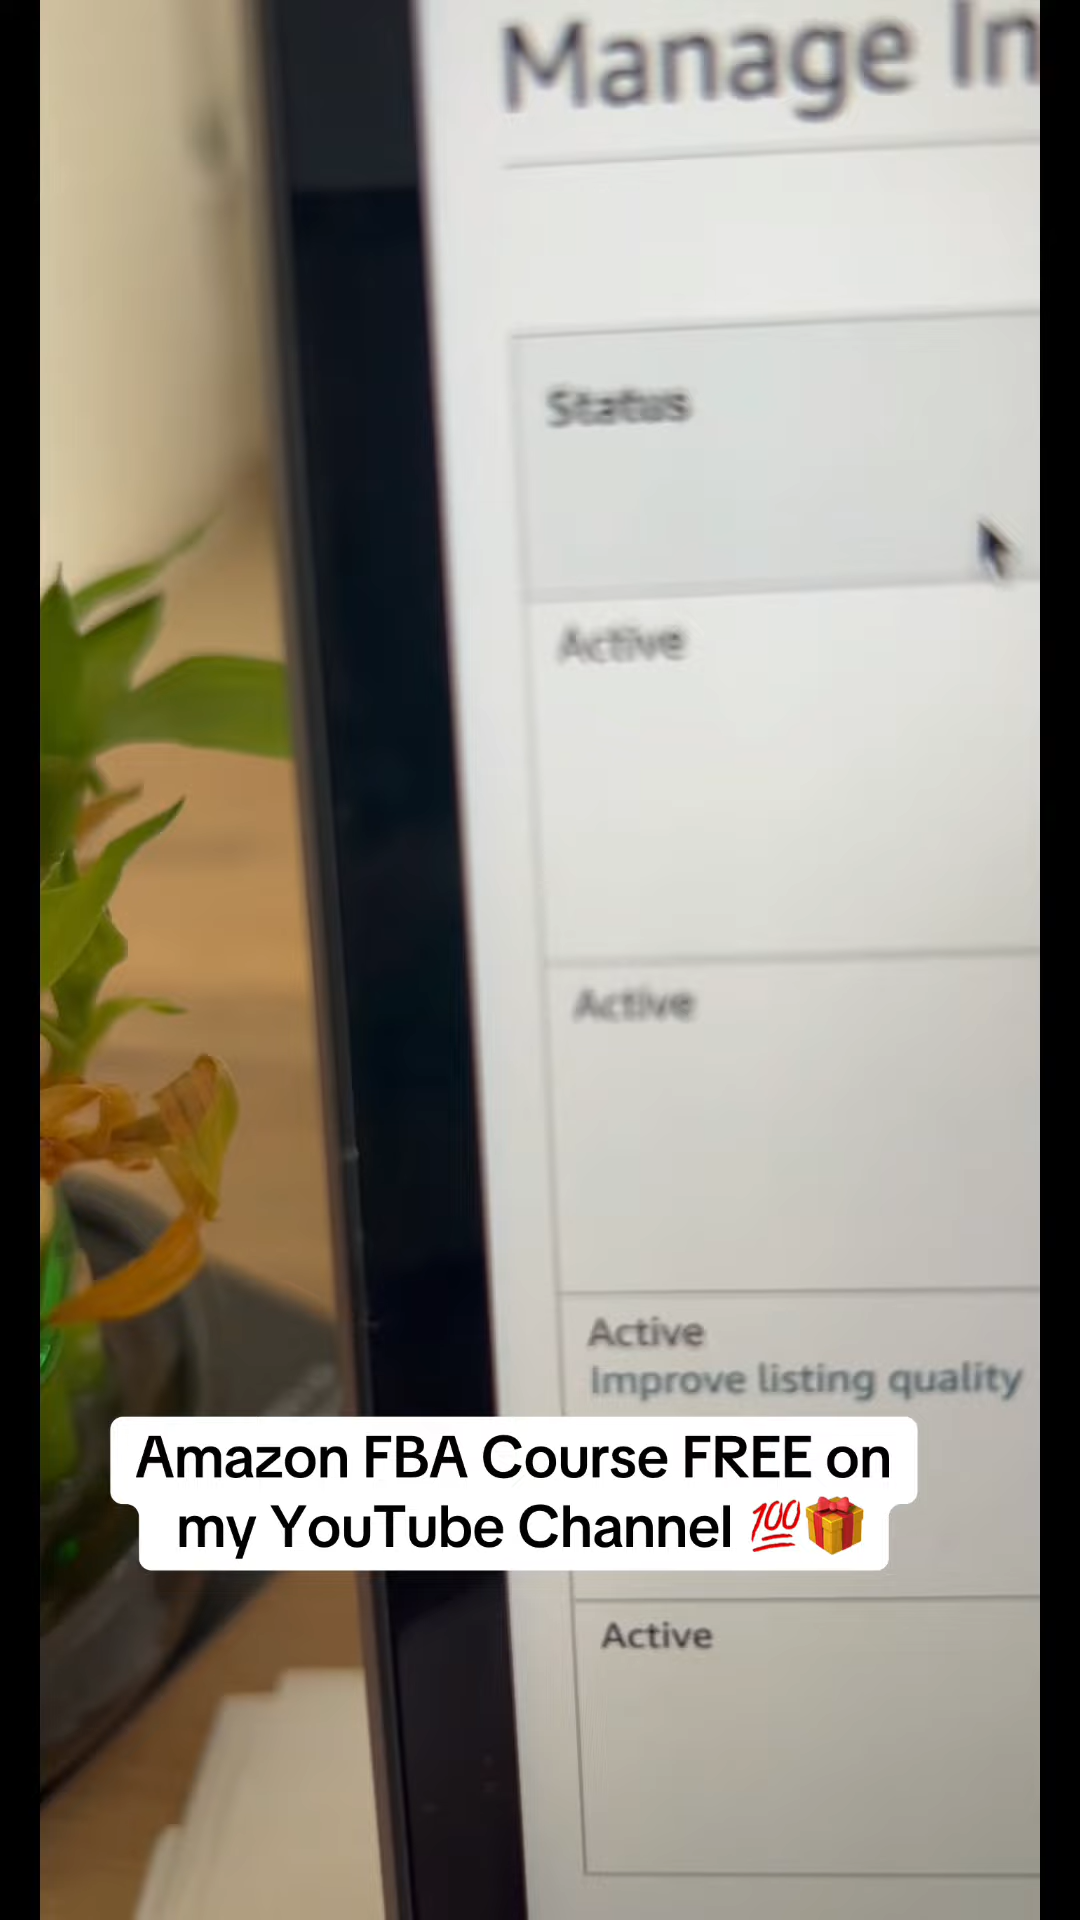 Manage In
Status
Active
Active
Active
Improve listing quality
Amazon FBA Course FREE on
my YouTube Channel 💯🎁
Active